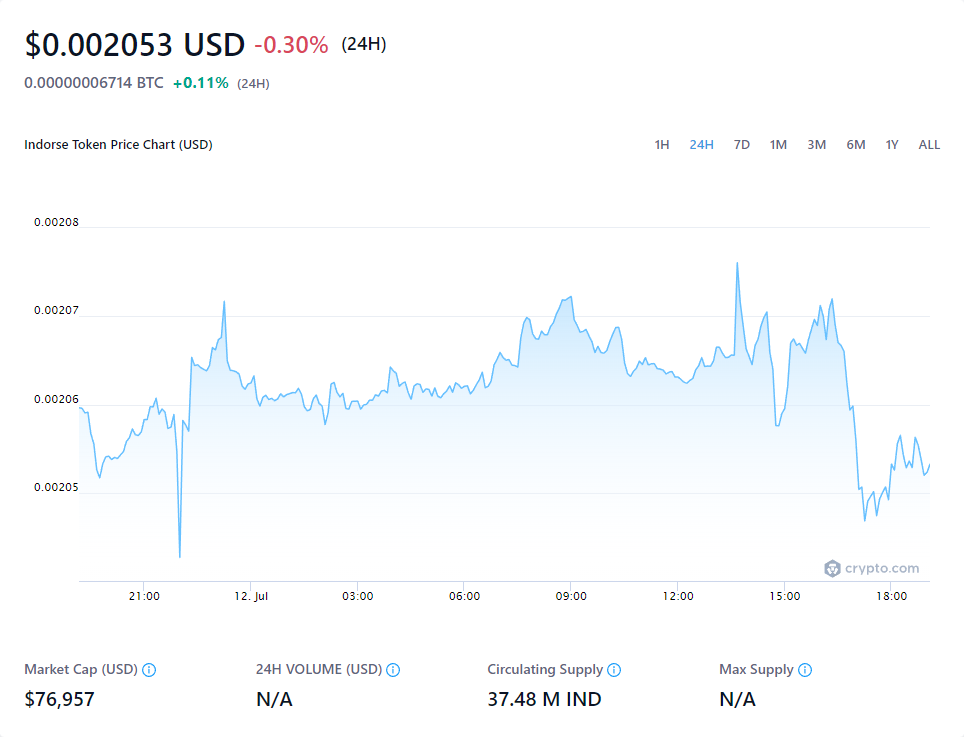 $0.002053 USD -0.30% (24H)
0.00000006714 BTC +0.11% (24H)
Indorse Token Price Chart (USD) 1H 24H 7D 1M 3M 6M 1Y ALL
0.00208
0.00207
0.00206
0.00205
crypto.com
21:00 12. Jul 03:00 06:00 09:00 12:00 15:00 18:00
Market Cap (USD) 24H VOLUME (USD) Circulating Supply Max Supply
$76,957 N/A 37.48 M IND N/A